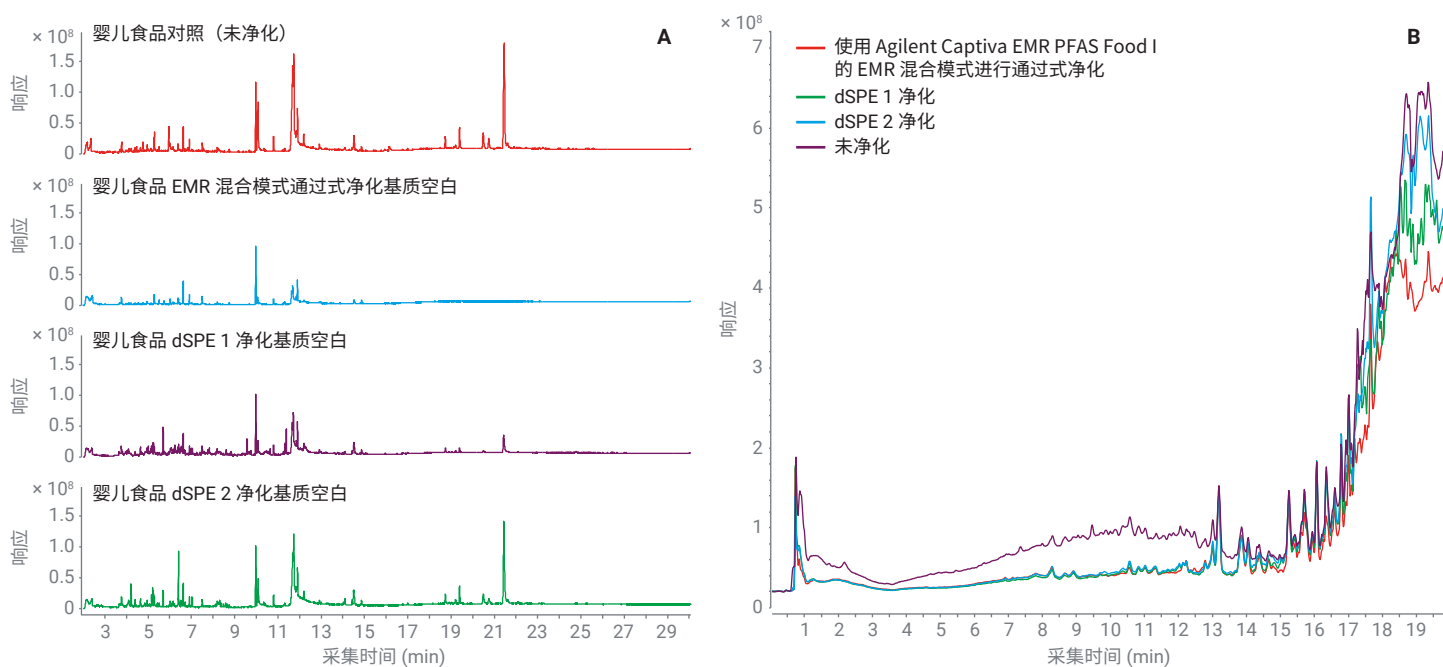 婴儿食品对照（未净化）
A
× 10⁸
1.5
1.0
0.5
0
响应
婴儿食品 EMR 混合模式通过式净化基质空白
× 10⁸
1.5
1.0
0.5
0
响应
婴儿食品 dSPE 1 净化基质空白
× 10⁸
1.5
1.0
0.5
0
响应
婴儿食品 dSPE 2 净化基质空白
× 10⁸
1.5
1.0
0.5
0
响应
3 5 7 9 11 13 15 17 19 21 23 25 27 29
采集时间 (min)
× 10⁸
B
使用 Agilent Captiva EMR PFAS Food I
的 EMR 混合模式进行通过式净化
dSPE 1 净化
dSPE 2 净化
未净化
7
6
5
4
3
2
1
0
响应
1 2 3 4 5 6 7 8 9 10 11 12 13 14 15 16 17 18 19
采集时间 (min)